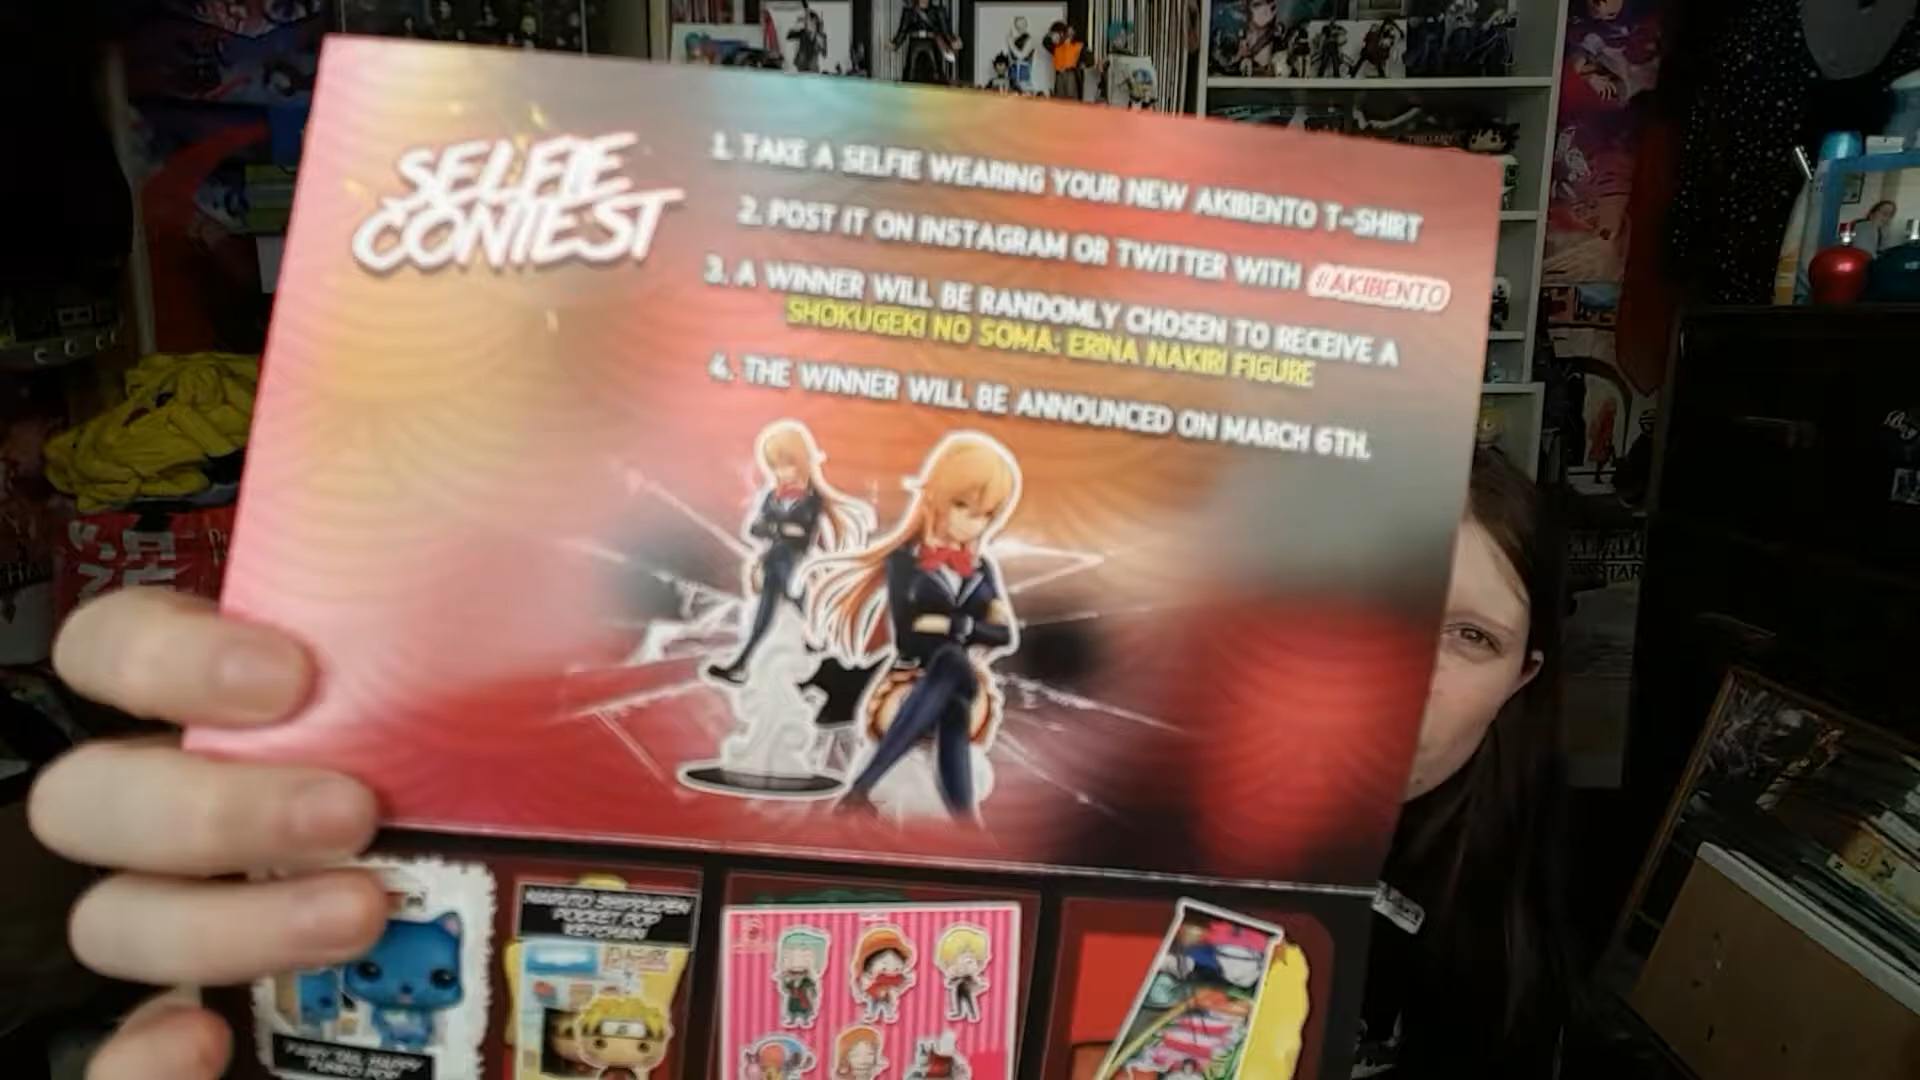 SELFIE
CONTEST
1. TAKE A SELFIE WEARING YOUR NEW AKIBENTO T-SHIRT
2. POST IT ON INSTAGRAM OR TWITTER WITH #AKIBENTO
3. A WINNER WILL BE RANDOMLY CHOSEN TO RECEIVE A
SHOKUGEKI NO SOMA: ERINA NAKIRI FIGURE
4. THE WINNER WILL BE ANNOUNCED ON MARCH 6TH.
NARUTO SHIPPUDEN
POCKET POP
KEYCHAIN
FAIRY TAIL HAPPY
FUNKO POP